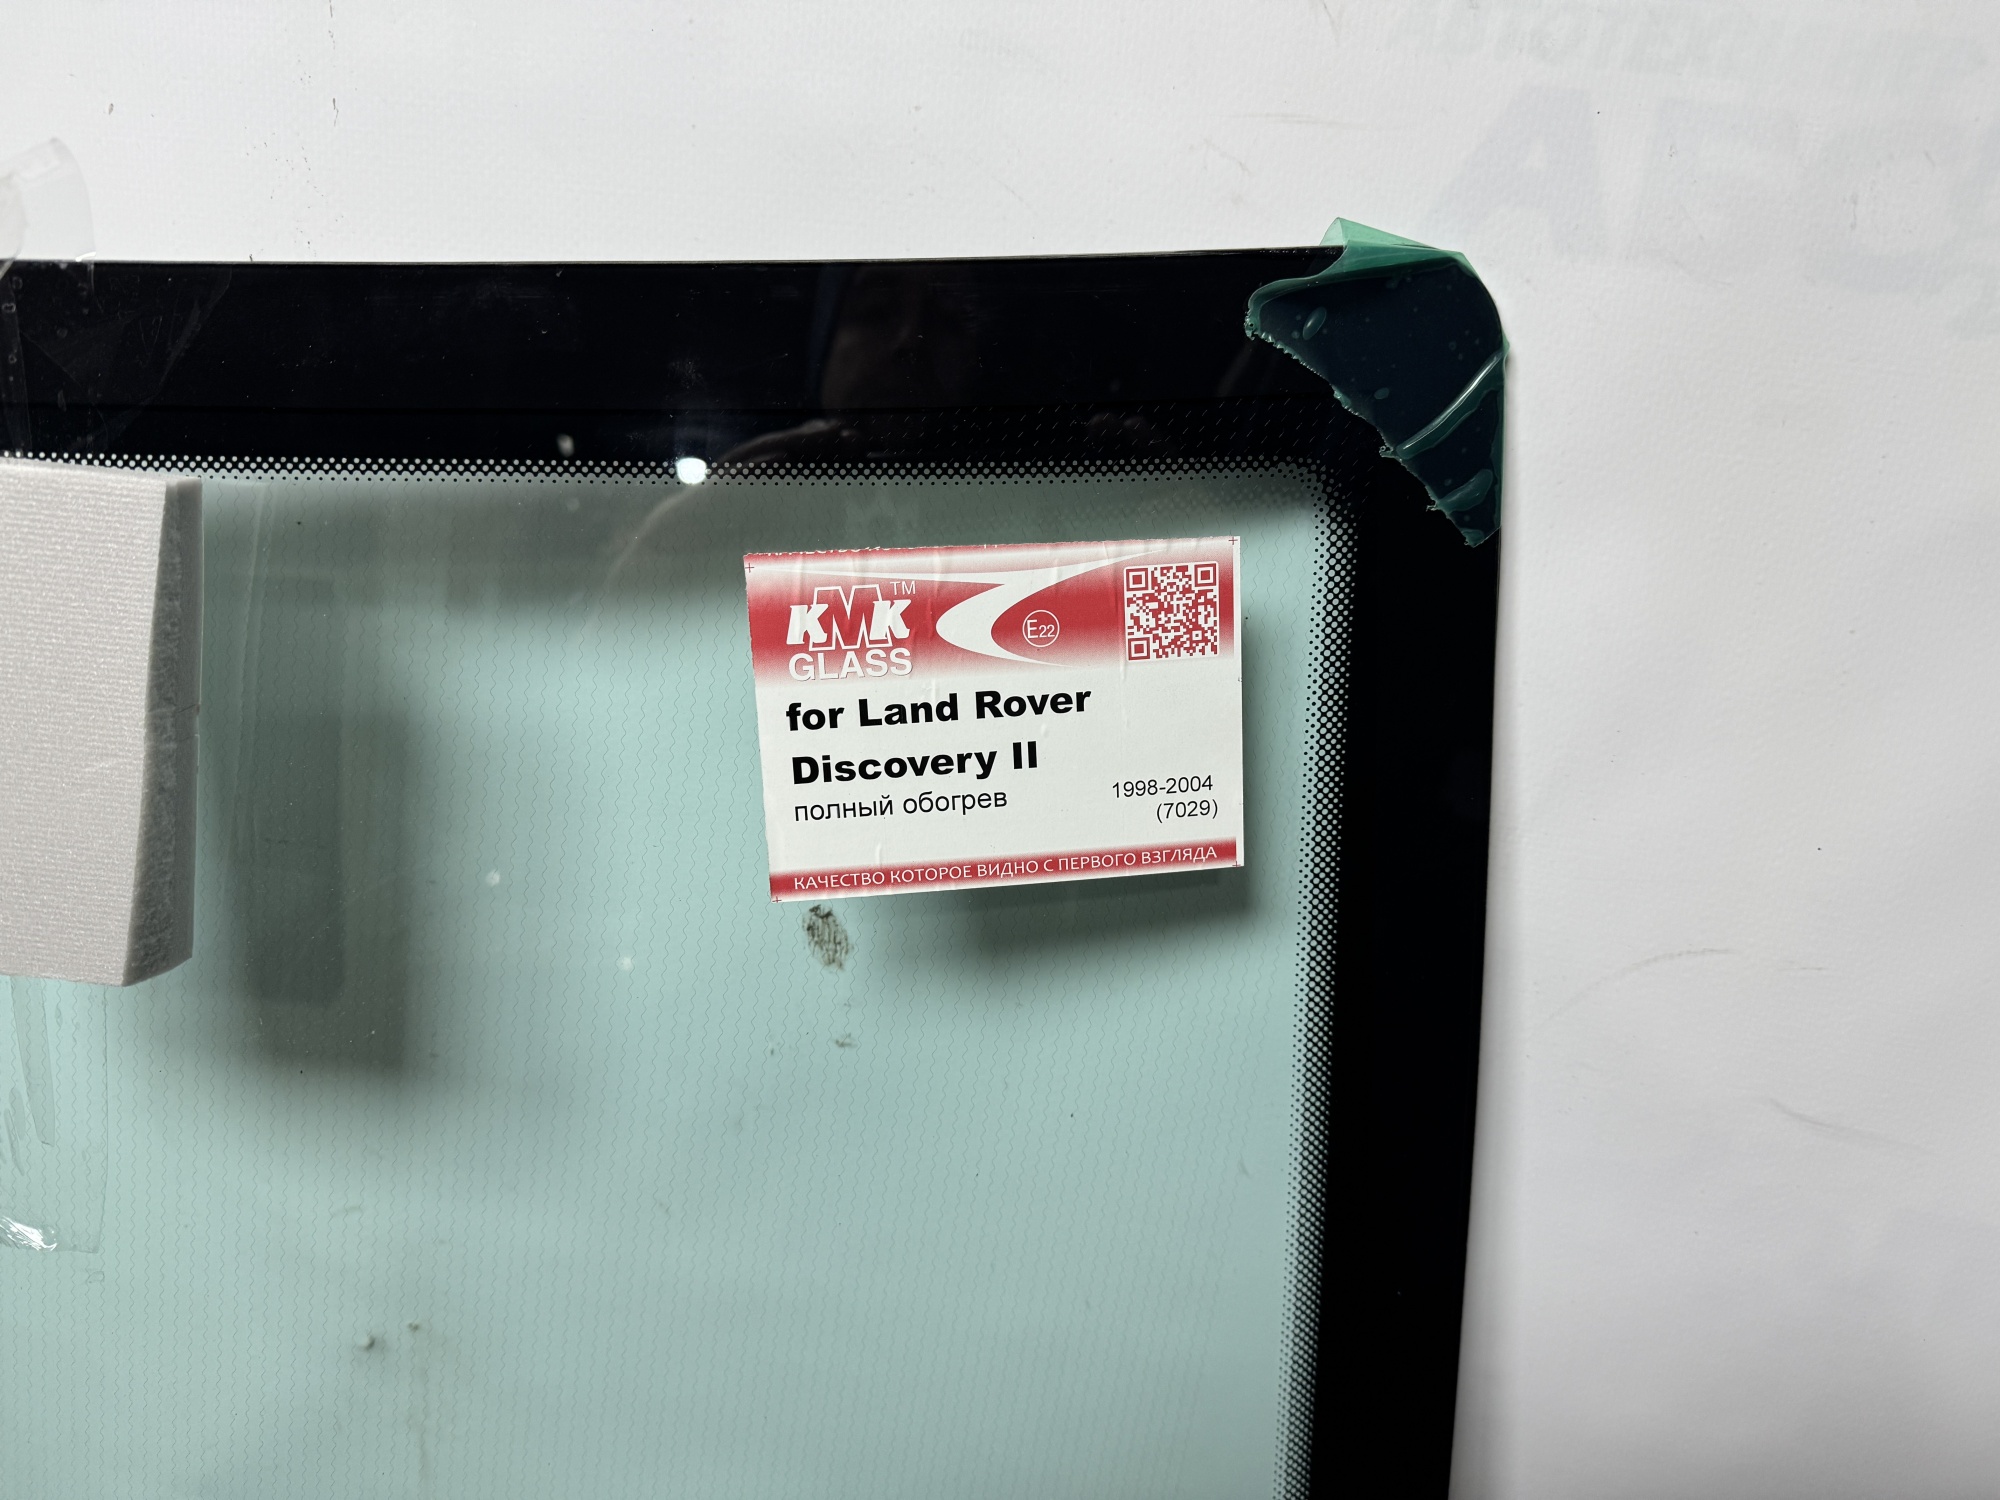 KMK™
GLASS
E22
for Land Rover
Discovery II
полный обогрев
1998-2004
(7029)
КАЧЕСТВО КОТОРОЕ ВИДНО С ПЕРВОГО ВЗГЛЯДА